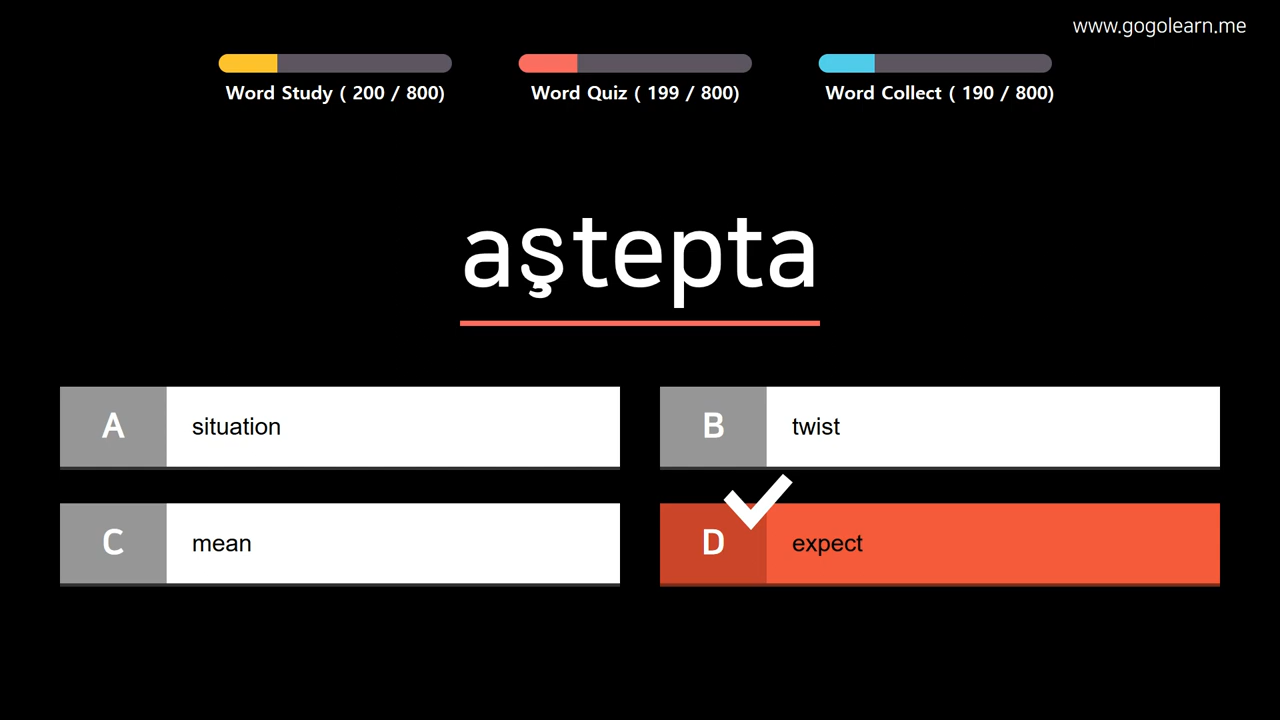 www.gogolearn.me
Word Study ( 200 / 800)
Word Quiz ( 199 / 800)
Word Collect ( 190 / 800)
aştepta
A situation
B twist
C mean
D expect